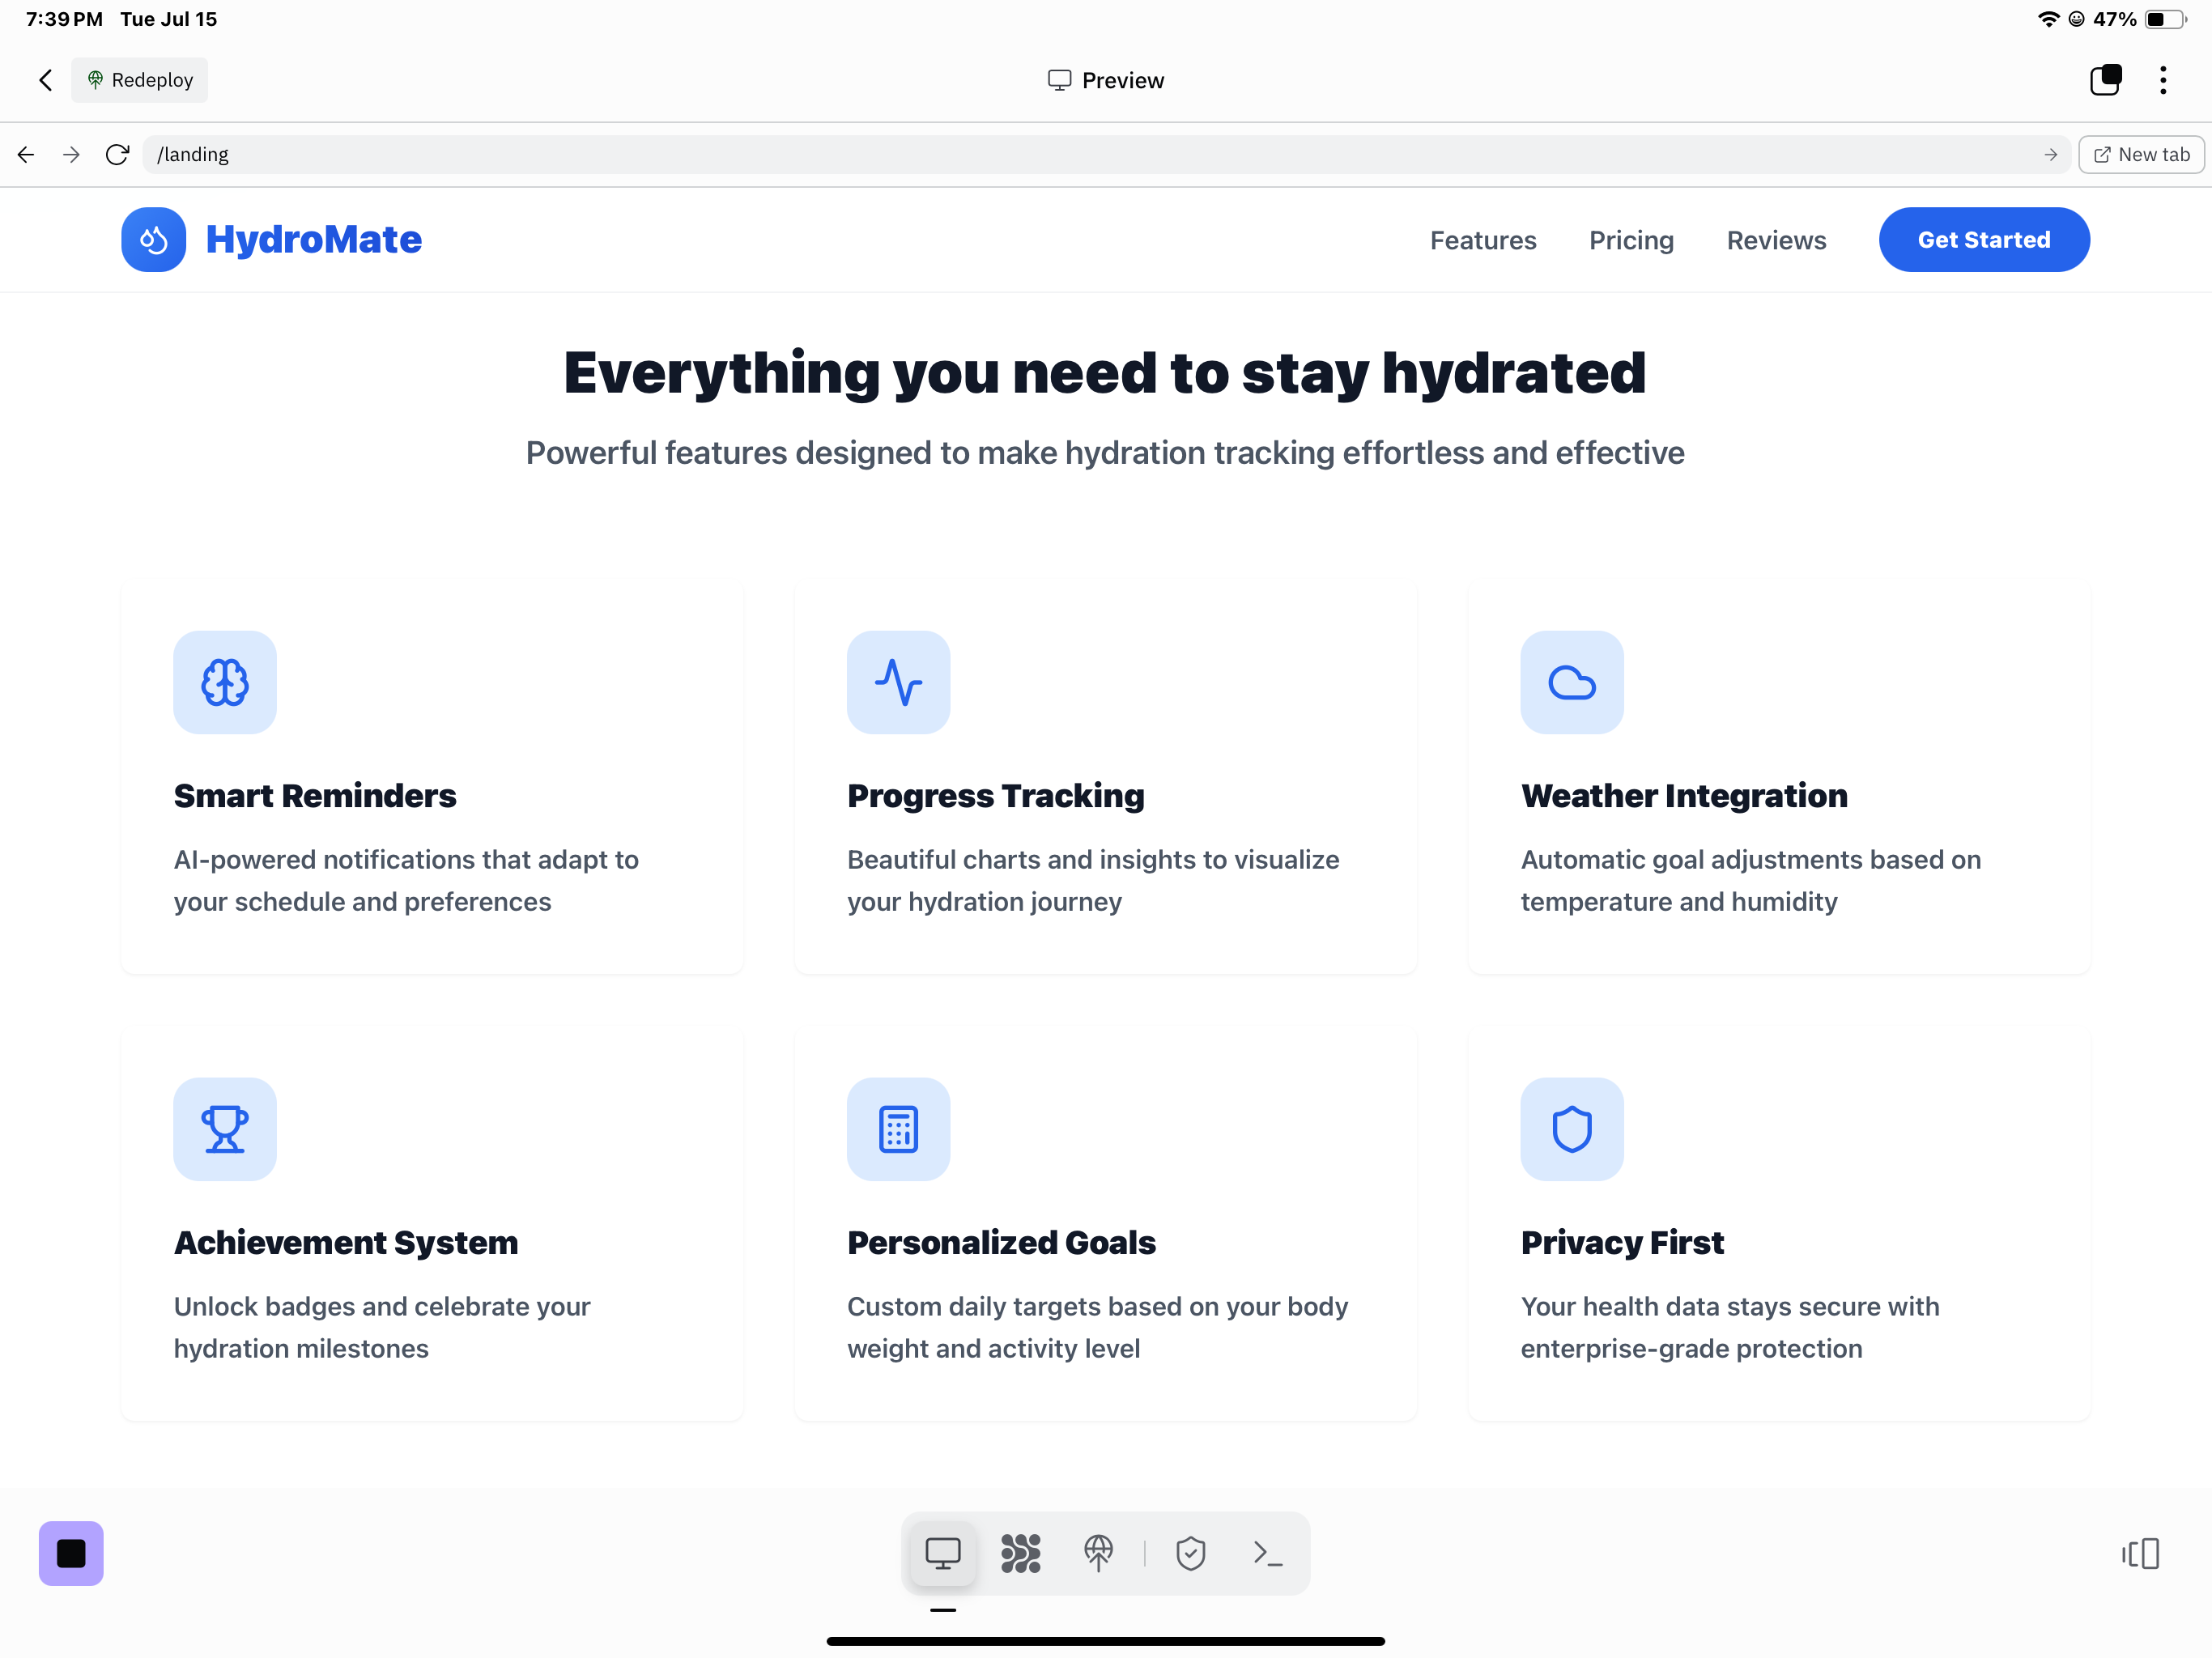 7:39 PM Tue Jul 15
47%
Redeploy
Preview
/landing
New tab
HydroMate
Features
Pricing
Reviews
Get Started
Everything you need to stay hydrated
Powerful features designed to make hydration tracking effortless and effective
Smart Reminders
AI-powered notifications that adapt to
your schedule and preferences
Progress Tracking
Beautiful charts and insights to visualize
your hydration journey
Weather Integration
Automatic goal adjustments based on
temperature and humidity
Achievement System
Unlock badges and celebrate your
hydration milestones
Personalized Goals
Custom daily targets based on your body
weight and activity level
Privacy First
Your health data stays secure with
enterprise-grade protection